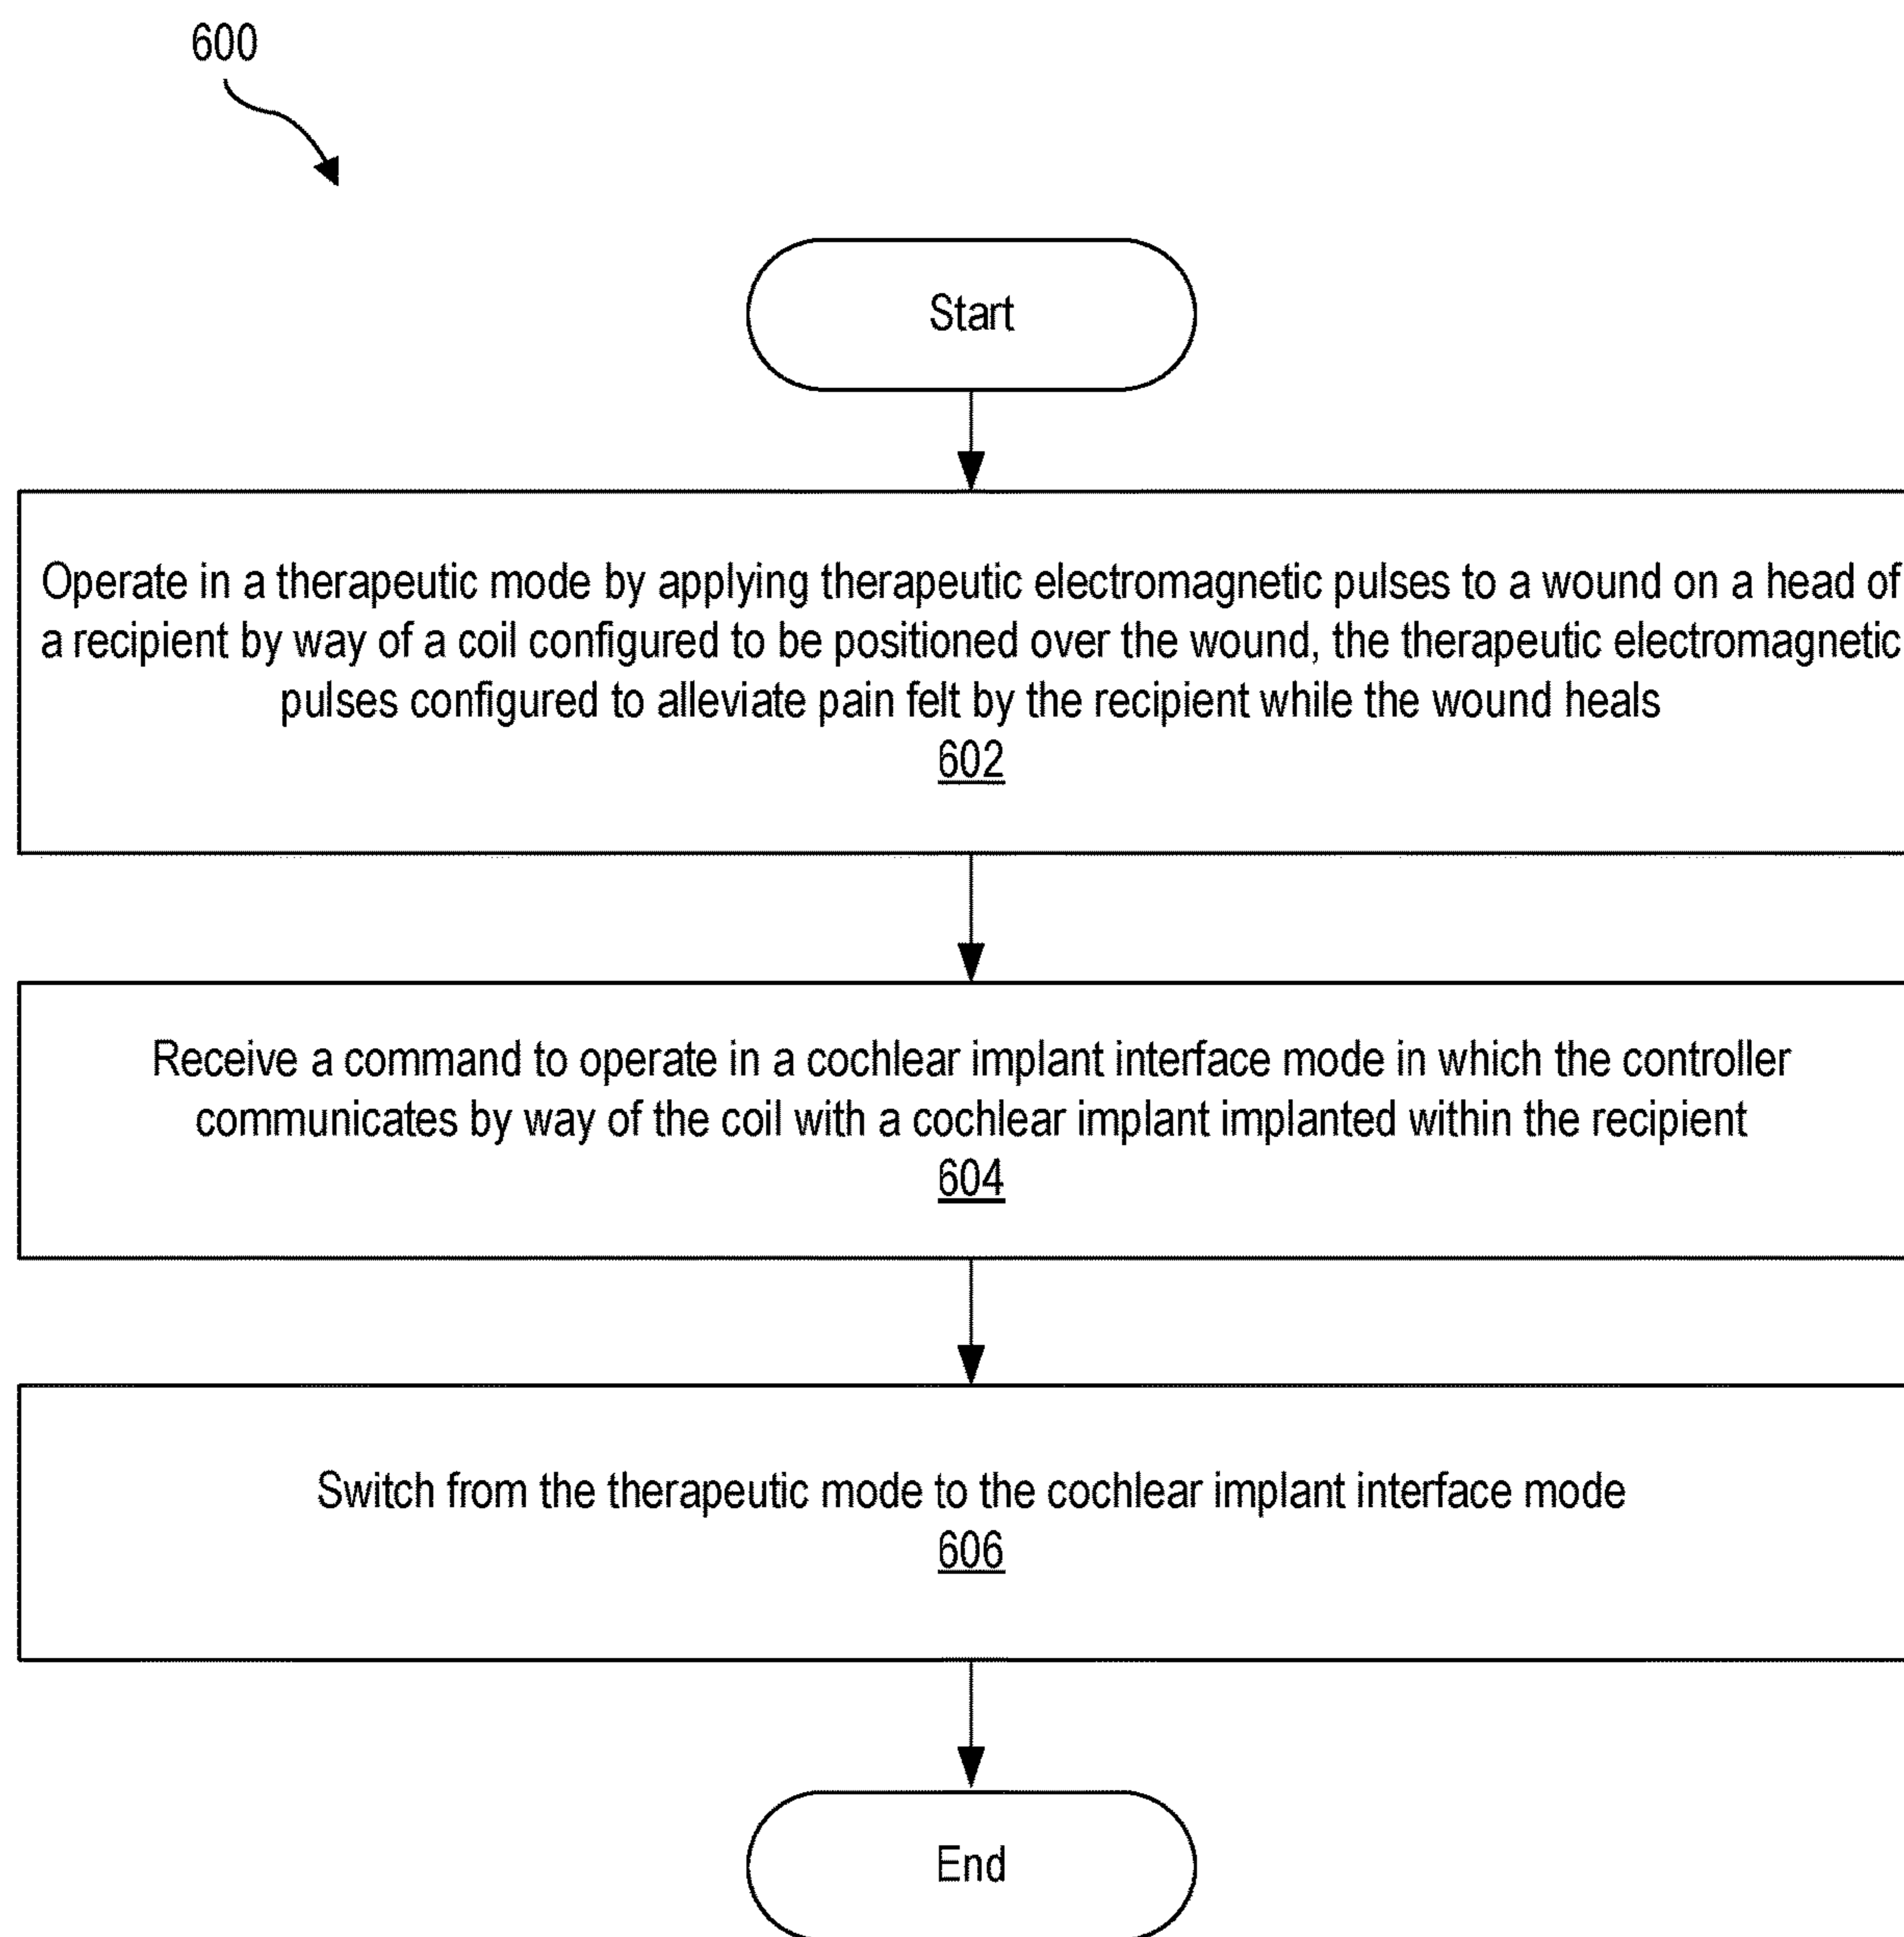 600
Start
Operate in a therapeutic mode by applying therapeutic electromagnetic pulses to a wound on a head of
a recipient by way of a coil configured to be positioned over the wound, the therapeutic electromagnetic
pulses configured to alleviate pain felt by the recipient while the wound heals
602
Receive a command to operate in a cochlear implant interface mode in which the controller
communicates by way of the coil with a cochlear implant implanted within the recipient
604
Switch from the therapeutic mode to the cochlear implant interface mode
606
End